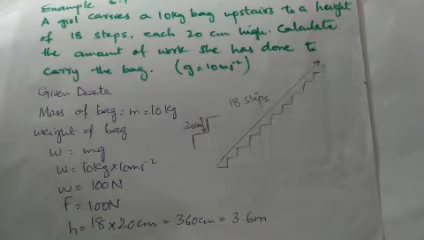 Example 6.1
A girl carries a 10kg bag upstairs to a height
of 18 steps, each 20 cm high. Calculate
the amount of work she has done to
carry the bag. (g=10ms⁻²)
Given Data
Mass of bag = m = 10kg
weight of bag
W = mg
W = 10kg×10ms⁻²
W = 100N
F = 100N
h = 18×20cm = 360cm = 3.6m
18 steps
20cm